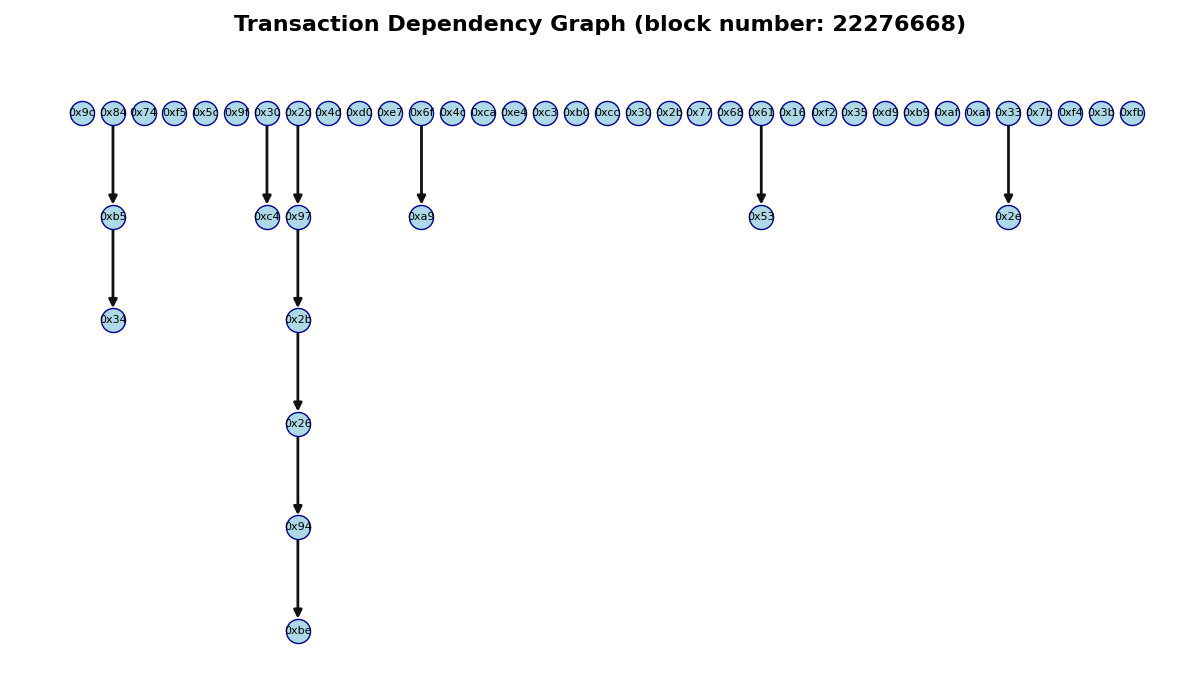 Transaction Dependency Graph (block number: 22276668)
0x9c 0x84 0x74 0xf5 0x5c 0x9f 0x30 0x2d 0x4d 0xd0 0xe7 0x6f 0x4c 0xca 0xe4 0xc3 0xb0 0xcc 0x30 0x2b 0x77 0x68 0x61 0x16 0xf2 0x35 0xd9 0xb9 0xaf 0xaf 0x33 0x7b 0xf4 0x3b 0xfb
0xb5 0xc4 0x97 0xa9 0x53 0x2e
0x34 0x2b
0x26
0x94
0xbe